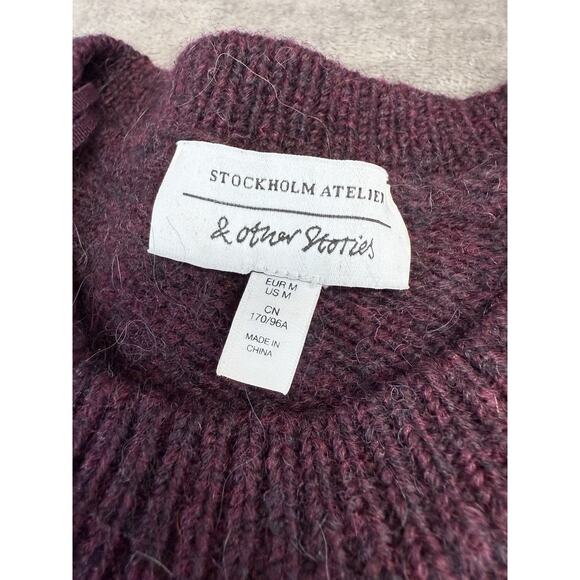 STOCKHOLM ATELIER
& other Stories
EUR M
US M
CN
170/96A
MADE IN
CHINA